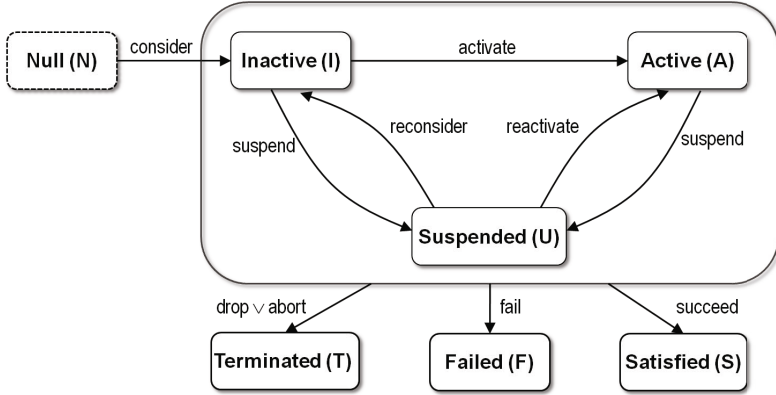 consider
activate
Null (N)
Inactive (I)
Active (A)
reconsider
reactivate
suspend
suspend
Suspended (U)
drop ∨ abort
fail
succeed
Terminated (T)
Failed (F)
Satisfied (S)